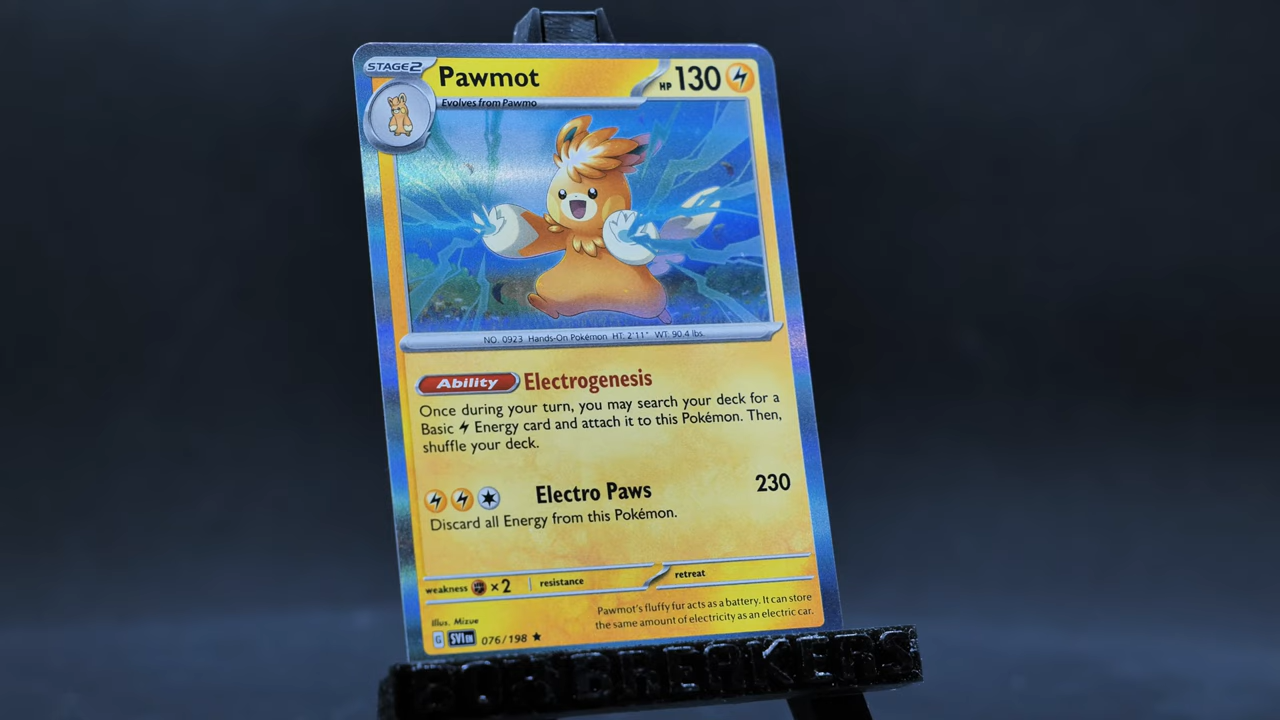 STAGE2 Pawmot HP 130
Evolves from Pawmo
NO. 0923 Hands-On Pokémon HT: 2'11" WT: 90.4 lbs.
Ability Electrogenesis
Once during your turn, you may search your deck for a
Basic Energy card and attach it to this Pokémon. Then,
shuffle your deck.
Electro Paws 230
Discard all Energy from this Pokémon.
weakness ×2 resistance retreat
Illus. Mizue
Pawmot's fluffy fur acts as a battery. It can store
the same amount of electricity as an electric car.
G SVI EN 076/198 ★
BOXBREAKERS